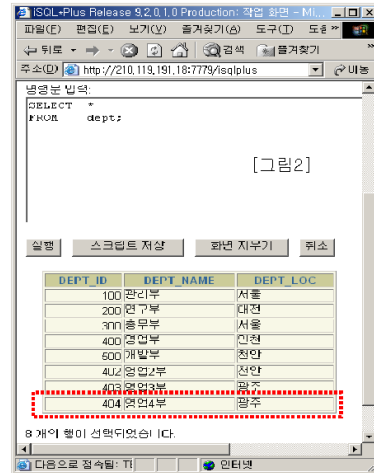 iSQL*Plus Release 9,2,0,1,0 Production: 작업 화면 - Mi...
파일(F) 편집(E) 보기(V) 즐겨찾기(A) 도구(T) 도움 »
뒤로 검색 즐겨찾기 »
주소(D) http://210,119,191,18:7779/isqlplus 이동
명령문 입력:
SELECT *
FROM dept;
[그림2]
실행 스크립트 저장 화면 지우기 취소
DEPT_ID DEPT_NAME DEPT_LOC
100 관리부 서울
200 연구부 대전
300 총무부 서울
400 영업부 인천
600 개발부 천안
402 영업2부 천안
403 영업3부 광주
404 영업4부 광주
8 개의 행이 선택되었습니다.
다음으로 접속됨: 인터넷